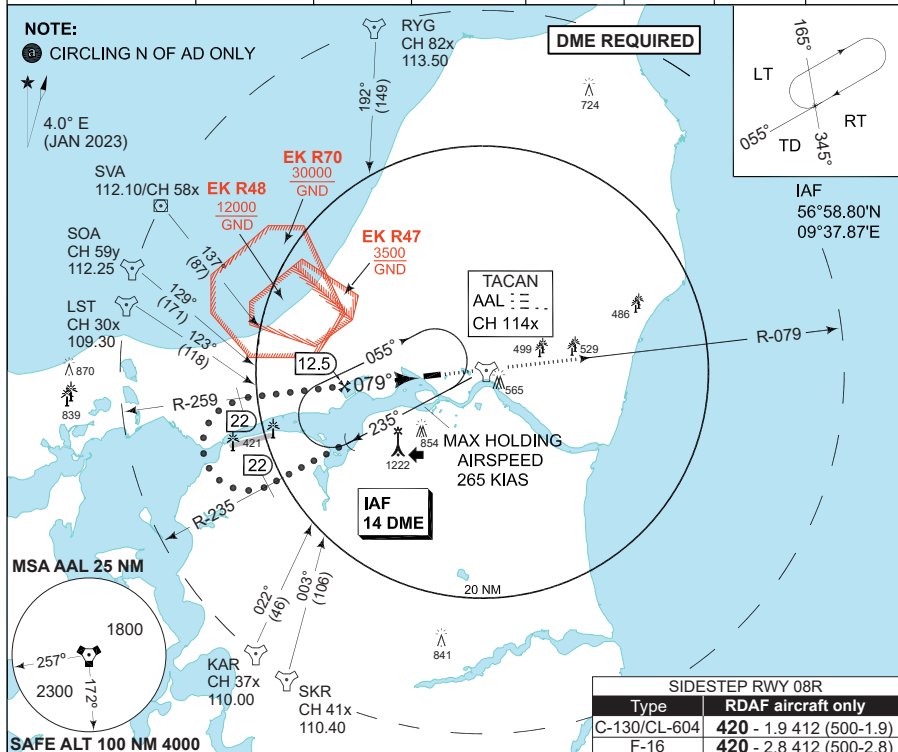 NOTE:
a CIRCLING N OF AD ONLY
4.0° E
(JAN 2023)
RYG
CH 82x
113.50
192°
(149)
DME REQUIRED
724
165°
LT
RT
055°
TD
345°
IAF
56°58.80'N
09°37.87'E
SVA
112.10/CH 58x
EK R48
12000
GND
EK R70
30000
GND
EK R47
3500
GND
SOA
CH 59y
112.25
LST
CH 30x
109.30
137°
(87)
129°
(171)
123°
(118)
TACAN
AAL
CH 114x
486
499
529
565
R-079
870
839
12.5
055°
079°
R-259
22
421
235°
22
R-235
854
1222
MAX HOLDING
AIRSPEED
265 KIAS
IAF
14 DME
20 NM
MSA AAL 25 NM
1800
257°
2300
172°
SAFE ALT 100 NM 4000
022°
(46)
003°
(106)
KAR
CH 37x
110.00
SKR
CH 41x
110.40
841
SIDESTEP RWY 08R
Type RDAF aircraft only
C-130/CL-604 420 - 1.9 412 (500-1.9)
F-16 420 - 2.8 412 (500-2.8)